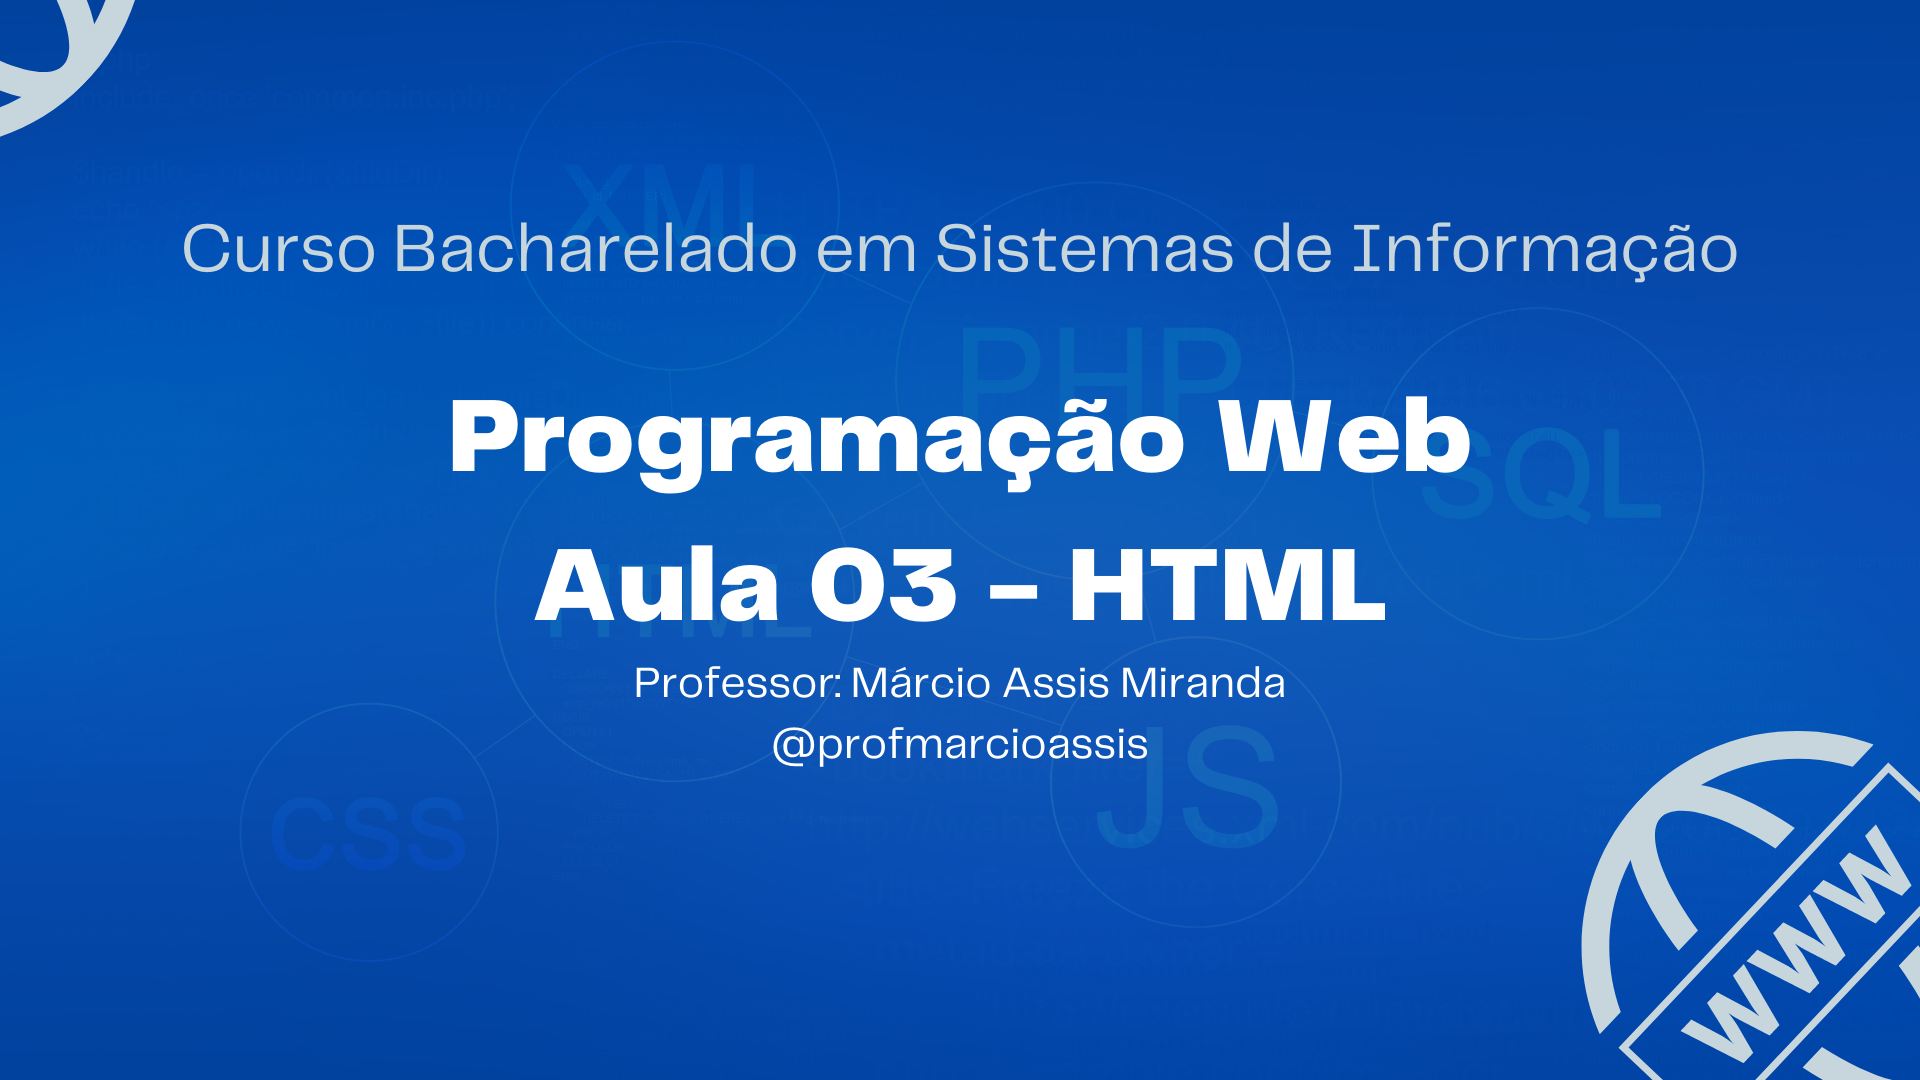 Curso Bacharelado em Sistemas de Informação
Programação Web
Aula 03 - HTML
Professor: Márcio Assis Miranda
@profmarcioassis
XML
PHP
SQL
HTML
JS
CSS
WWW